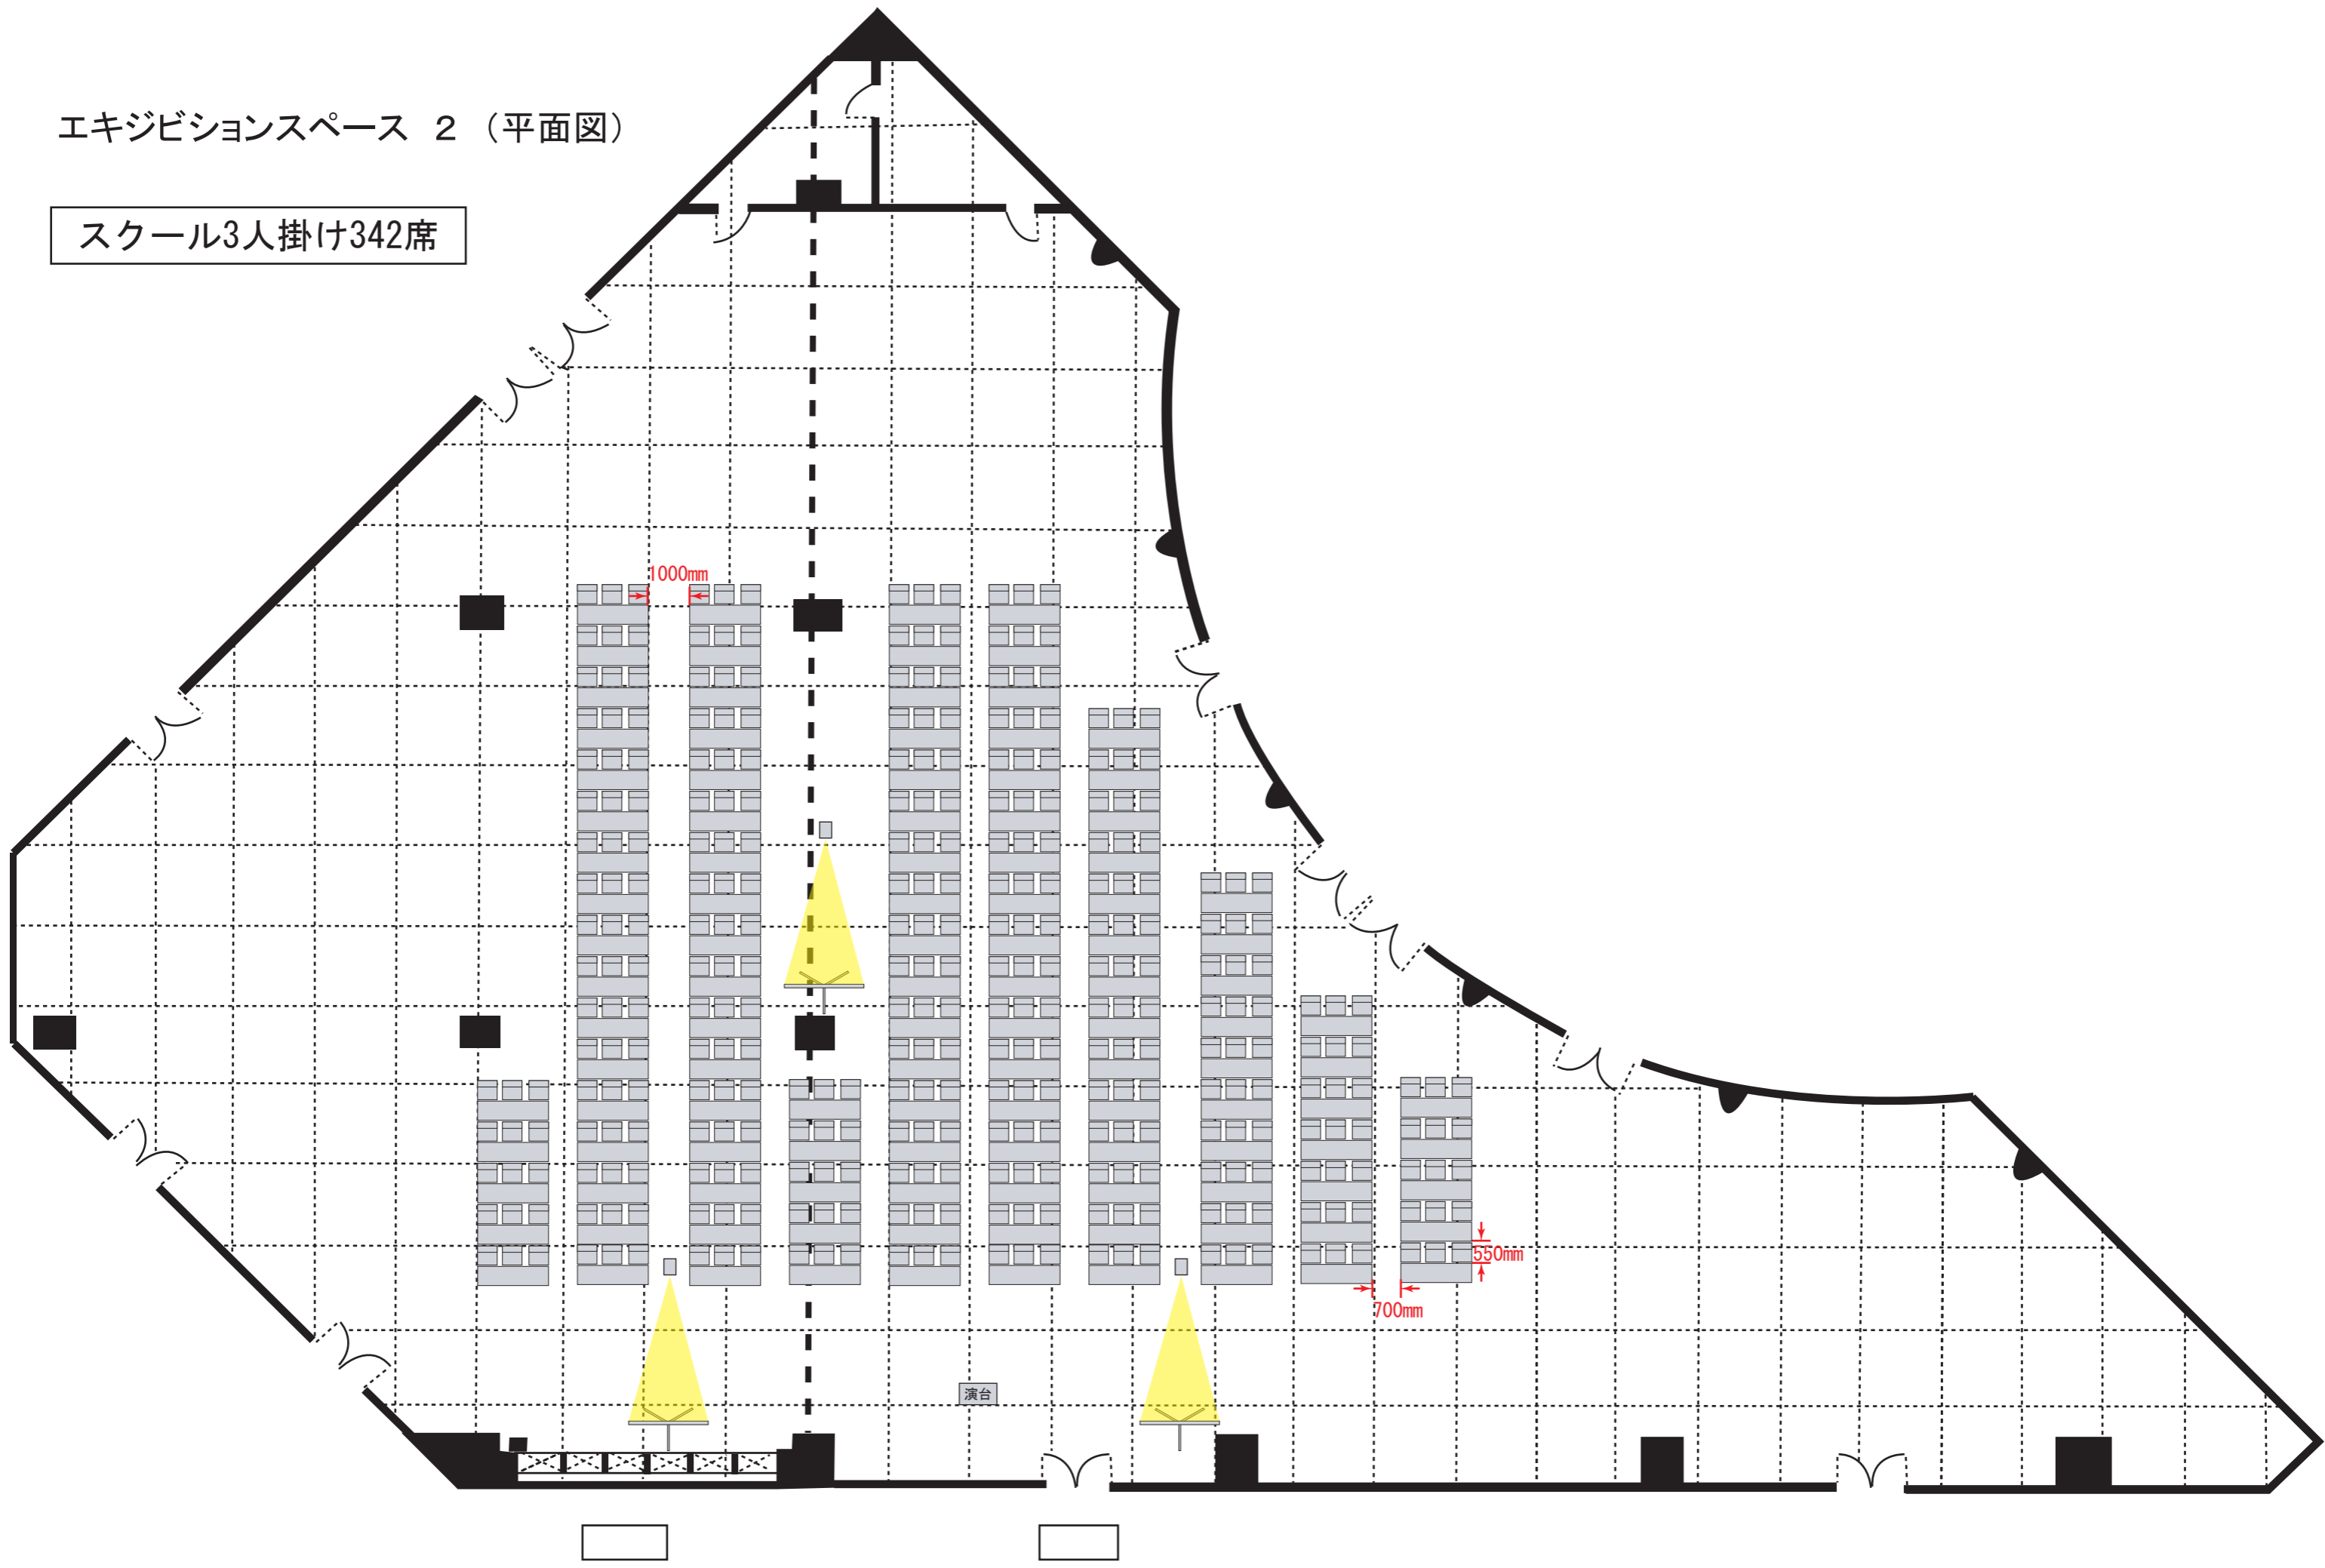 エキジビションスペース　２　（平面図）
スクール3人掛け342席
1000mm
550mm
700mm
演台